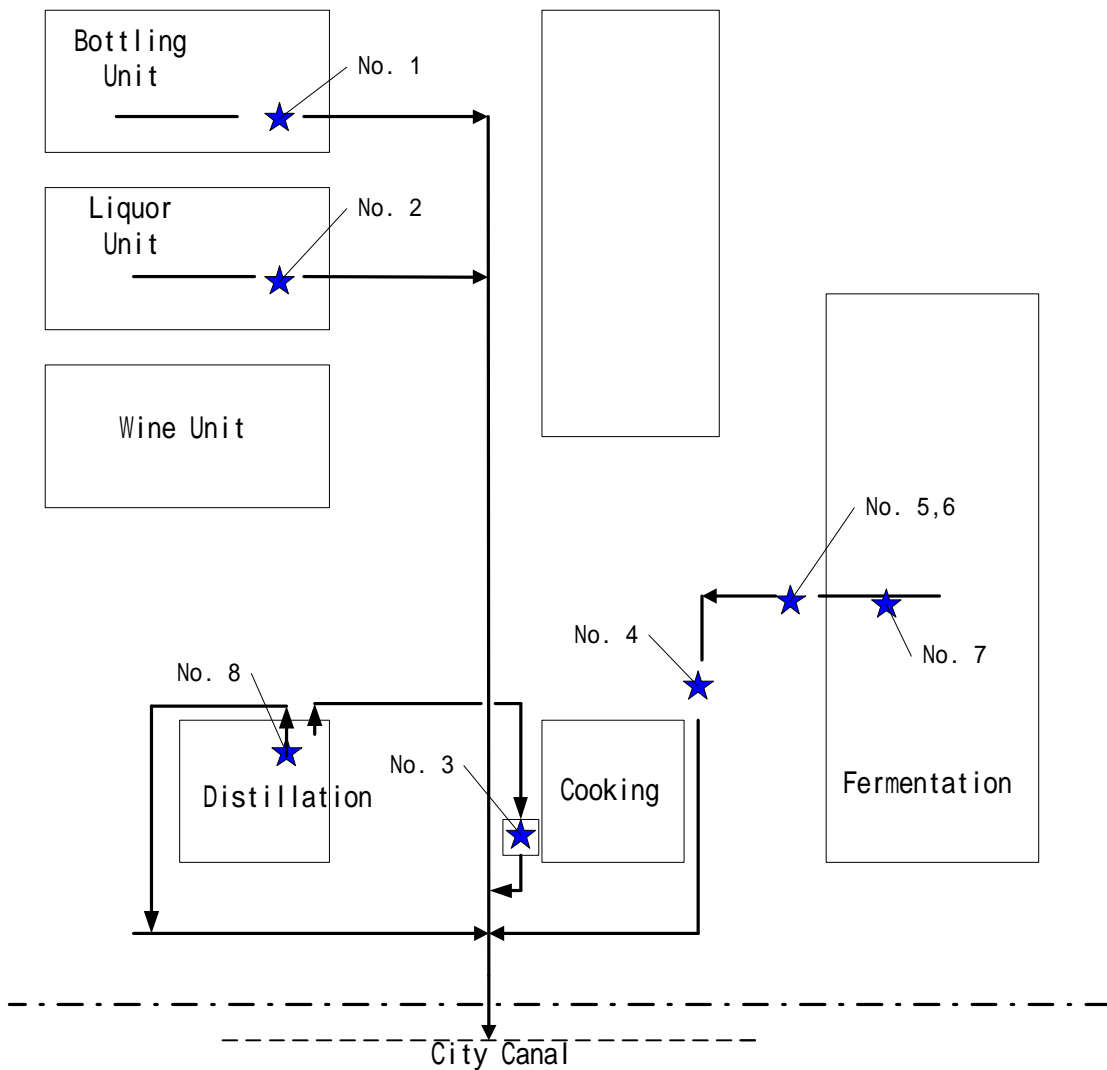 Bottling
Unit
No. 1
Liquor
Unit
No. 2
Wine Unit
No. 5,6
No. 4
No. 7
No. 8
No. 3
Distillation
Cooking
Fermentation
City Canal